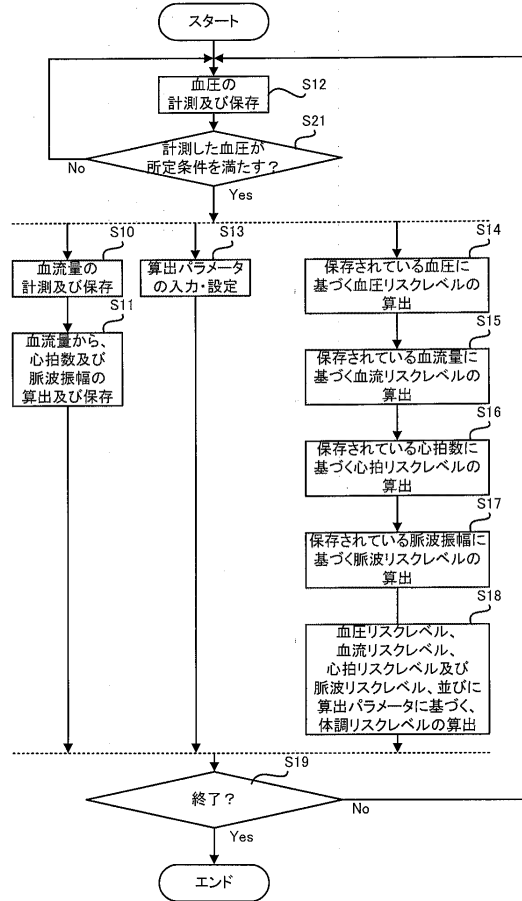 スタート
血圧の
計測及び保存
S12
計測した血圧が
所定条件を満たす?
S21
No
Yes
S10
血流量の
計測及び保存
S11
血流量から、
心拍数及び
脈波振幅の
算出及び保存
S13
算出パラメータ
の入力・設定
S14
保存されている血圧に
基づく血圧リスクレベルの
算出
S15
保存されている血流量に
基づく血流リスクレベルの
算出
S16
保存されている心拍数に
基づく心拍リスクレベルの
算出
S17
保存されている脈波振幅に
基づく脈波リスクレベルの
算出
S18
血圧リスクレベル、
血流リスクレベル、
心拍リスクレベル及び
脈波リスクレベル、並びに
算出パラメータに基づく、
体調リスクレベルの算出
S19
終了?
No
Yes
エンド